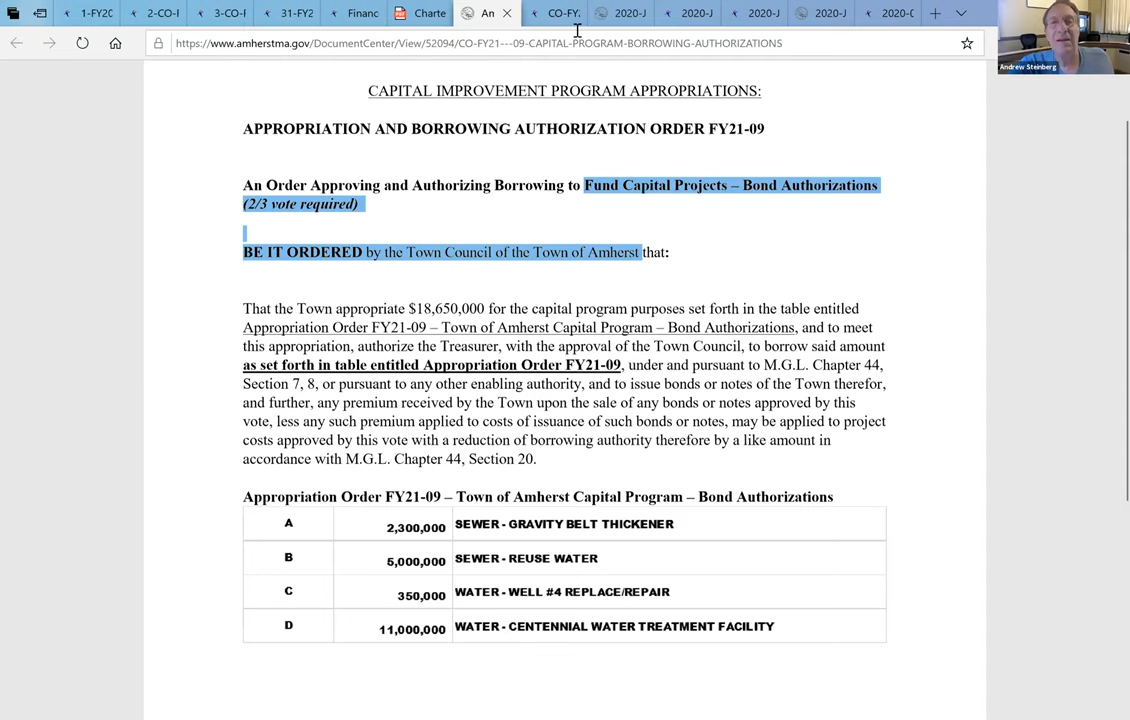 1-FY20
2-CO-F
3-CO-F
31-FY2
Financ
Charte
An
CO-FY
2020-J
2020-J
2020-J
2020-J
2020-0
https://www.amherstma.gov/DocumentCenter/View/52094/CO-FY21---09-CAPITAL-PROGRAM-BORROWING-AUTHORIZATIONS
Andrew Steinberg
CAPITAL IMPROVEMENT PROGRAM APPROPRIATIONS:
APPROPRIATION AND BORROWING AUTHORIZATION ORDER FY21-09
An Order Approving and Authorizing Borrowing to Fund Capital Projects – Bond Authorizations
(2/3 vote required)
BE IT ORDERED by the Town Council of the Town of Amherst that:
That the Town appropriate $18,650,000 for the capital program purposes set forth in the table entitled
Appropriation Order FY21-09 – Town of Amherst Capital Program – Bond Authorizations, and to meet
this appropriation, authorize the Treasurer, with the approval of the Town Council, to borrow said amount
as set forth in table entitled Appropriation Order FY21-09, under and pursuant to M.G.L. Chapter 44,
Section 7, 8, or pursuant to any other enabling authority, and to issue bonds or notes of the Town therefor,
and further, any premium received by the Town upon the sale of any bonds or notes approved by this
vote, less any such premium applied to costs of issuance of such bonds or notes, may be applied to project
costs approved by this vote with a reduction of borrowing authority therefore by a like amount in
accordance with M.G.L. Chapter 44, Section 20.
Appropriation Order FY21-09 – Town of Amherst Capital Program – Bond Authorizations
A 2,300,000 SEWER - GRAVITY BELT THICKENER
B 5,000,000 SEWER - REUSE WATER
C 350,000 WATER - WELL #4 REPLACE/REPAIR
D 11,000,000 WATER - CENTENNIAL WATER TREATMENT FACILITY